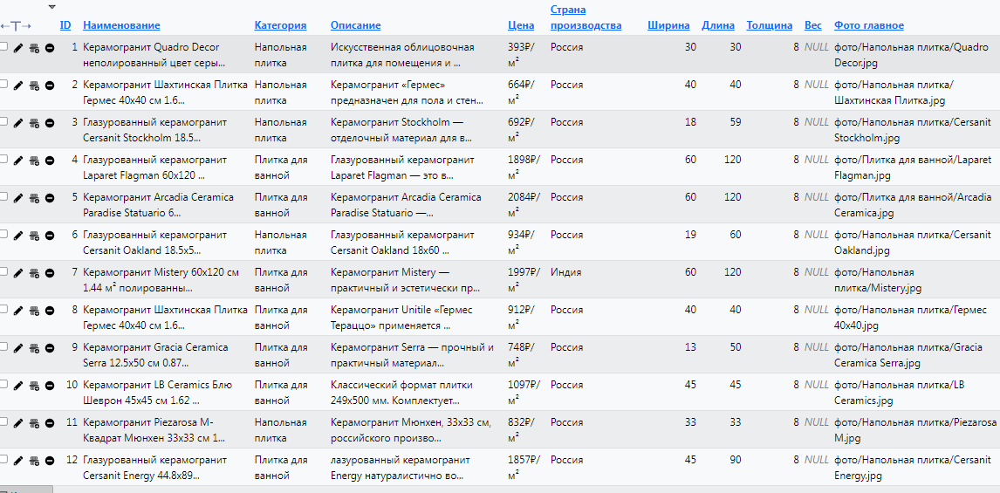 Страна
ID Наименование Категория Описание Цена производства Ширина Длина Толщина Вес Фото главное
1 Керамогранит Quadro Decor Напольная Искусственная облицовочная 393₽/ Россия 30 30 8 NULL фото/Напольная плитка/Quadro
неполированный цвет серы... плитка плитка для помещения и ... м² Decor.jpg
2 Керамогранит Шахтинская Плитка Напольная Керамогранит «Гермес» 664₽/ Россия 40 40 8 NULL фото/Напольная плитка/
Гермес 40x40 см 1.6... плитка предназначен для пола и стен... м² Шахтинская Плитка.jpg
3 Глазурованный керамогранит Напольная Керамогранит Stockholm — 692₽/ Россия 18 59 8 NULL фото/Напольная плитка/Cersanit
Cersanit Stockholm 18.5... плитка отделочный материал для в... м² Stockholm.jpg
4 Глазурованный керамогранит Плитка для Глазурованный керамогранит 1898₽/ Россия 60 120 8 NULL фото/Плитка для ванной/Laparet
Laparet Flagman 60x120 ... ванной Laparet Flagman — это в... м² Flagman.jpg
5 Керамогранит Arcadia Ceramica Плитка для Керамогранит Arcadia Ceramica 2084₽/ Россия 60 120 8 NULL фото/Плитка для ванной/Arcadia
Paradise Statuario 6... ванной Paradise Statuario —... м² Ceramica.jpg
6 Глазурованный керамогранит Напольная Глазурованный керамогранит 934₽/ Россия 19 60 8 NULL фото/Напольная плитка/Cersanit
Cersanit Oakland 18.5x5... плитка Cersanit Oakland 18x60 ... м² Oakland.jpg
7 Керамогранит Mistery 60x120 см Плитка для Керамогранит Mistery — 1997₽/ Индия 60 120 8 NULL фото/Напольная
1.44 м² полированны... ванной практичный и эстетически пр... м² плитка/Mistery.jpg
8 Керамогранит Шахтинская Плитка Плитка для Керамогранит Unitile «Гермес 912₽/ Россия 40 40 8 NULL фото/Напольная плитка/Гермес
Гермес 40x40 см 1.6... ванной Тераццо» применяется ... м² 40x40.jpg
9 Керамогранит Gracia Ceramica Плитка для Керамогранит Serra — прочный и 748₽/ Россия 13 50 8 NULL фото/Напольная плитка/Gracia
Serra 12.5x50 см 0.87... ванной практичный материал... м² Ceramica Serra.jpg
10 Керамогранит LB Ceramics Блю Плитка для Классический формат плитки 1097₽/ Россия 45 45 8 NULL фото/Напольная плитка/LB
Шеврон 45x45 см 1.62 ... ванной 249x500 мм. Комплектует... м² Ceramics.jpg
11 Керамогранит Piezarosa М- Напольная Керамогранит Мюнхен, 33x33 см, 832₽/ Россия 33 33 8 NULL фото/Напольная плитка/Piezarosa
Квадрат Мюнхен 33x33 см 1... плитка российского произво... м² M.jpg
12 Глазурованный керамогранит Плитка для лазурованный керамогранит 1857₽/ Россия 45 90 8 NULL фото/Напольная плитка/Cersanit
Cersanit Energy 44.8x89... ванной Energy натуралистично во... м² Energy.jpg